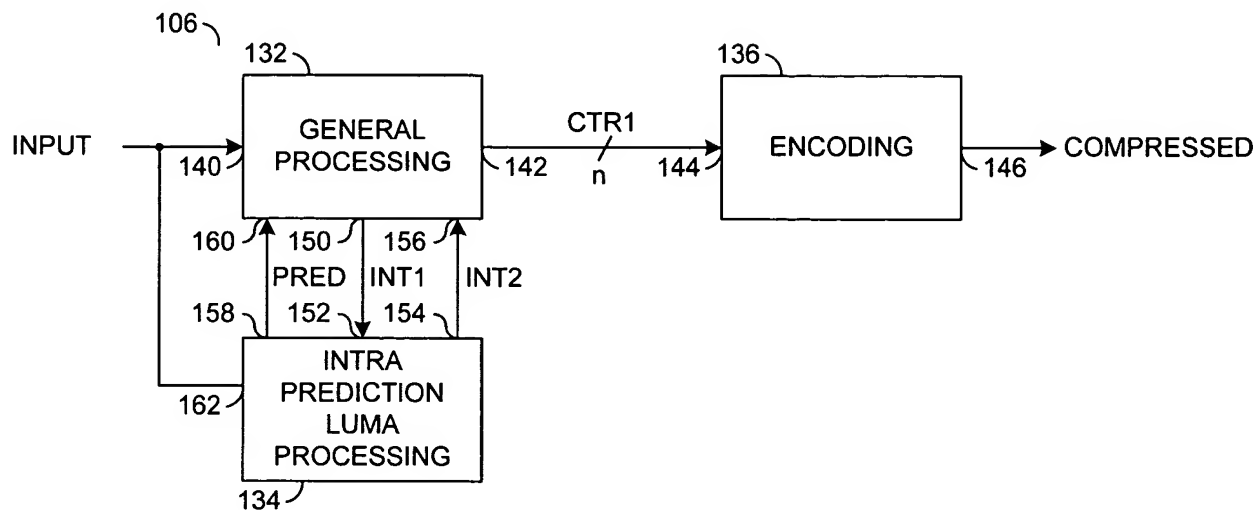 106
132
136
INPUT
GENERAL
PROCESSING
CTR1
n
ENCODING
COMPRESSED
140
142
144
146
160
150
156
PRED
INT1
INT2
158
152
154
INTRA
PREDICTION
LUMA
PROCESSING
162
134